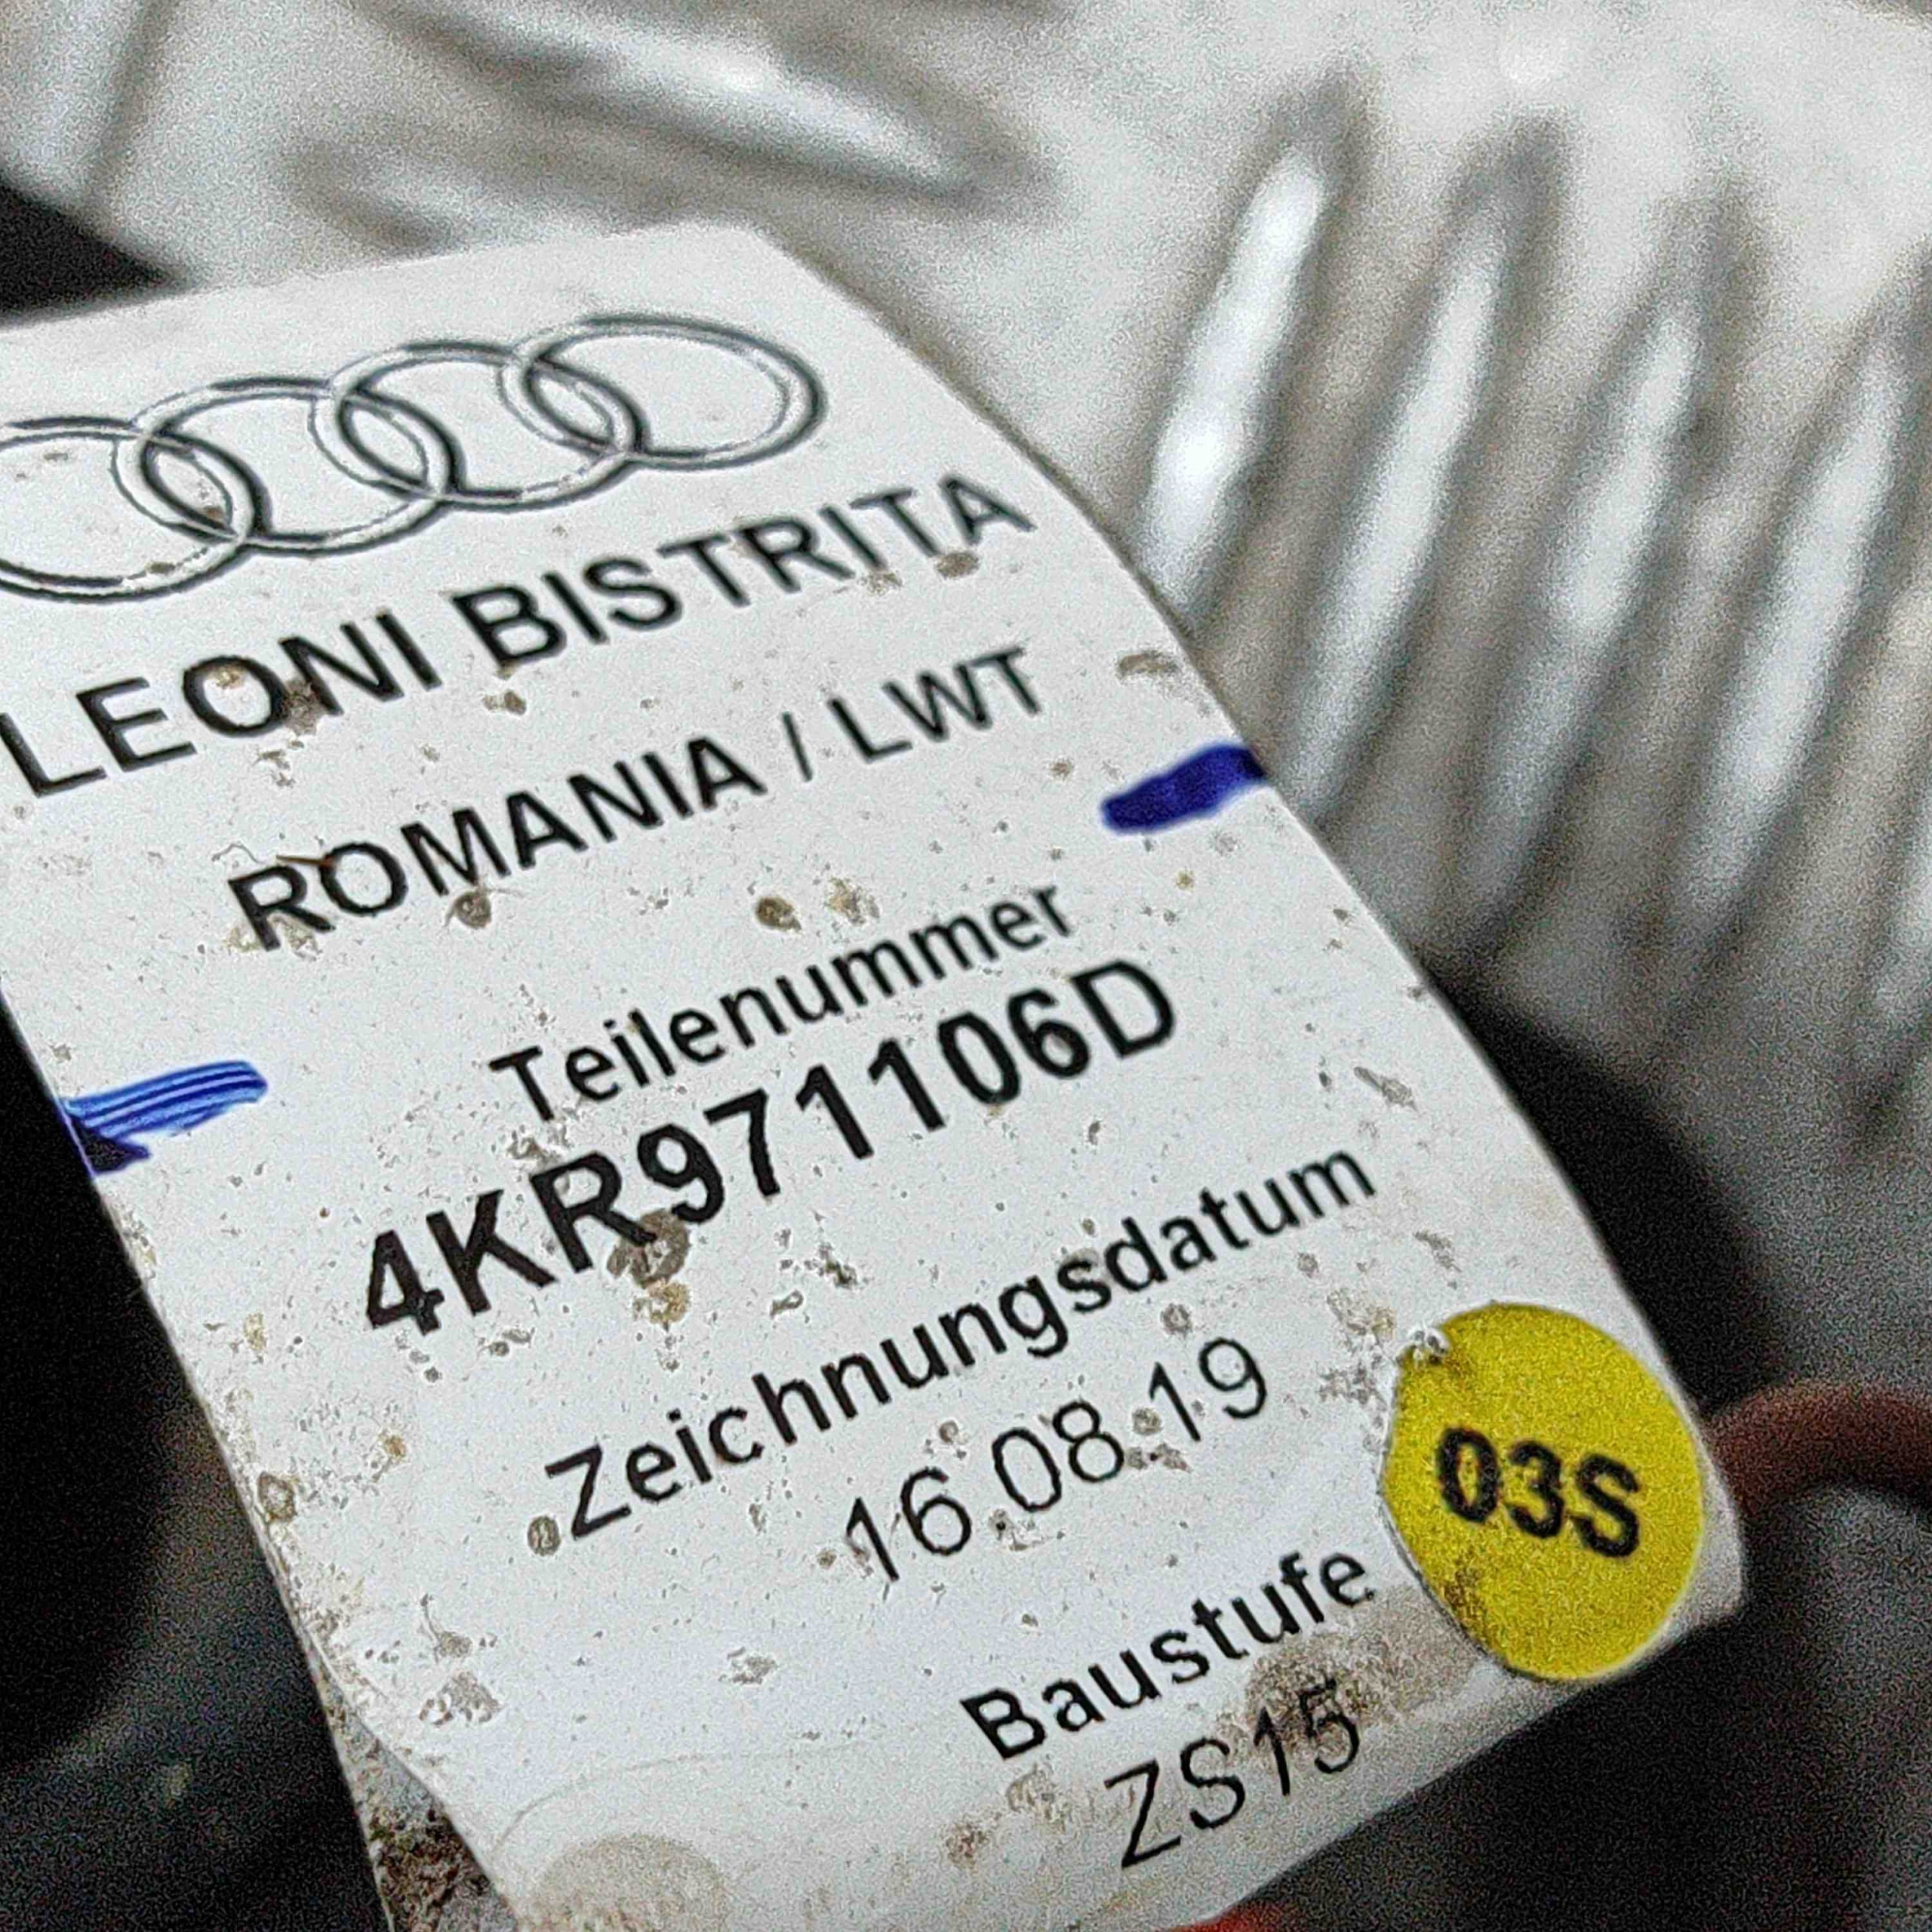 LEONI BISTRITA
ROMANIA / LWT
Teilenummer
4KR971106D
Zeichnungsdatum
16.08.19
03S
Baustufe
ZS15